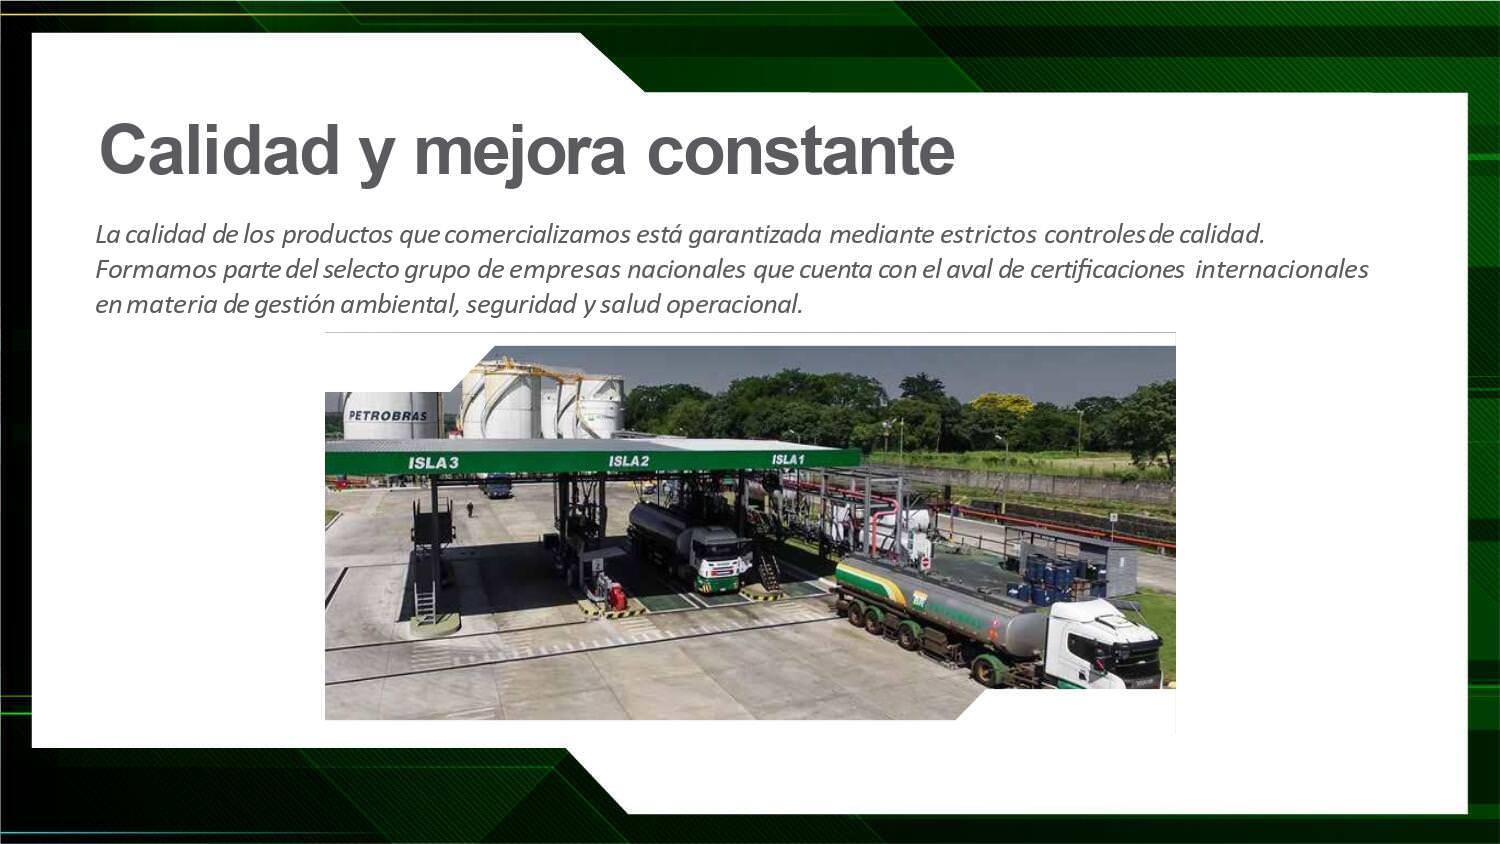 Calidad y mejora constante
La calidad de los productos que comercializamos está garantizada mediante estrictos controles de calidad.
Formamos parte del selecto grupo de empresas nacionales que cuenta con el aval de certificaciones internacionales
en materia de gestión ambiental, seguridad y salud operacional.
PETROBRAS
ISLA 3
ISLA 2
ISLA 1